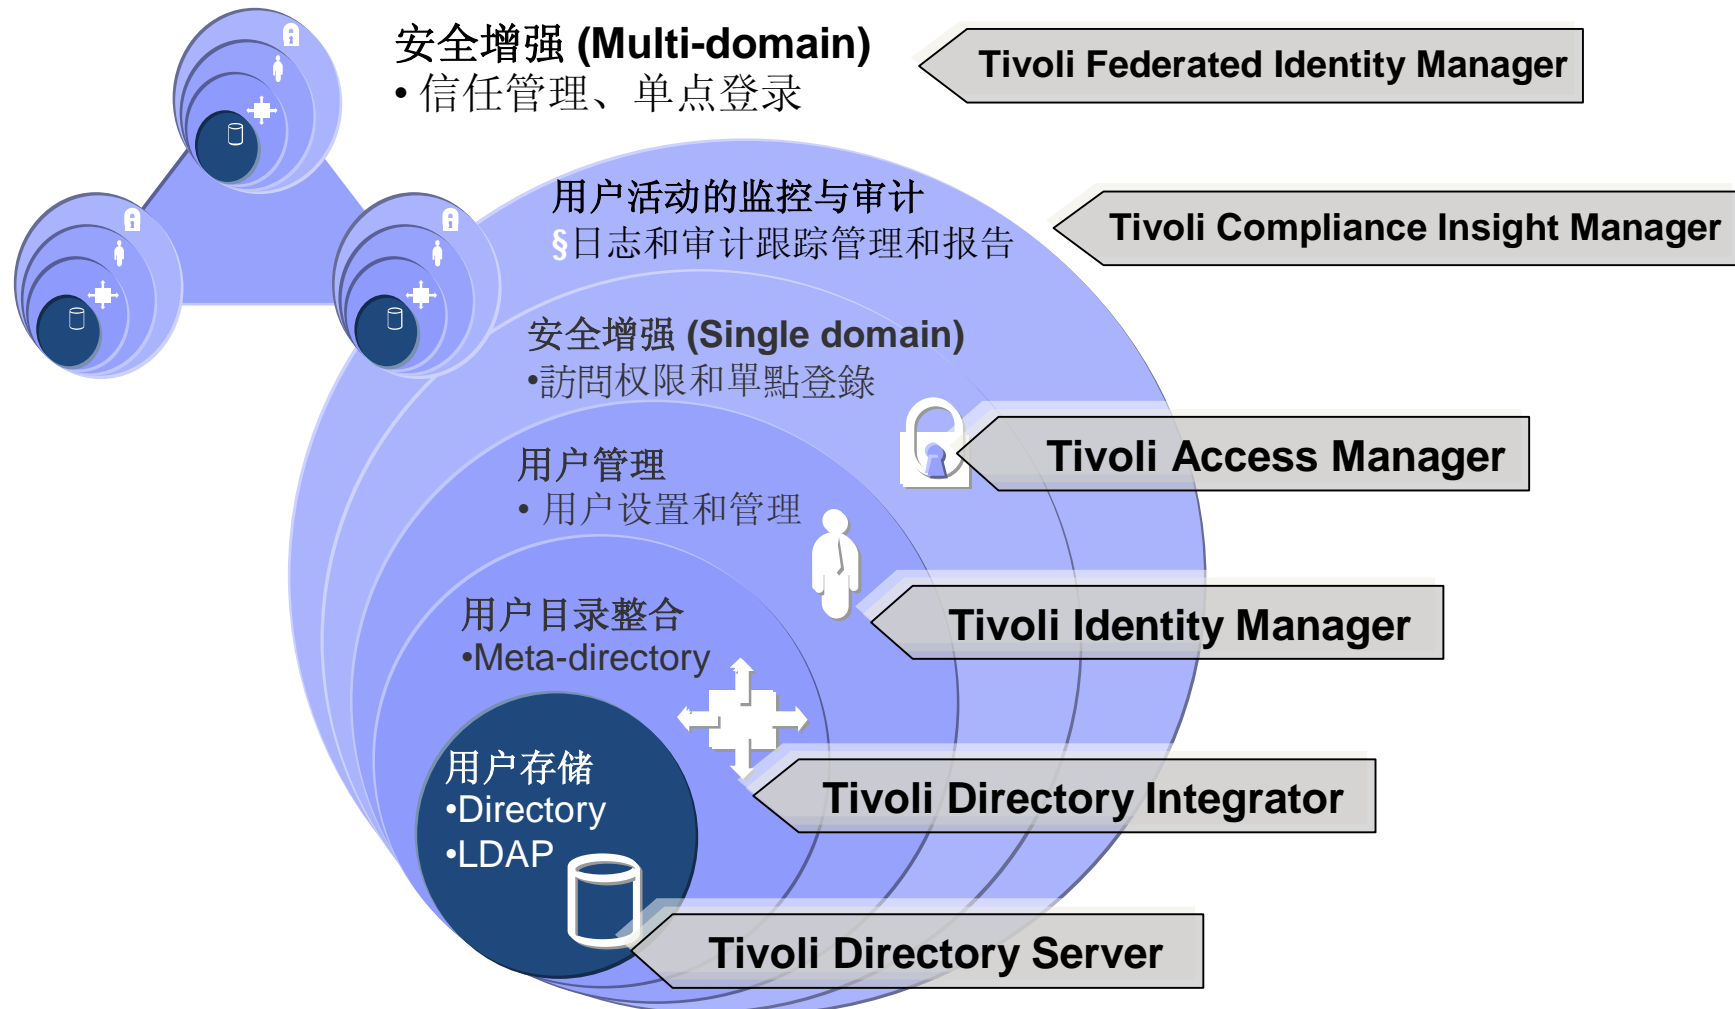 安全增强 (Multi-domain)
• 信任管理、单点登录
Tivoli Federated Identity Manager
用户活动的监控与审计
§日志和审计跟踪管理和报告
Tivoli Compliance Insight Manager
安全增强 (Single domain)
•訪問权限和單點登錄
Tivoli Access Manager
用户管理
• 用户设置和管理
Tivoli Identity Manager
用户目录整合
•Meta-directory
Tivoli Directory Integrator
用户存储
•Directory
•LDAP
Tivoli Directory Server